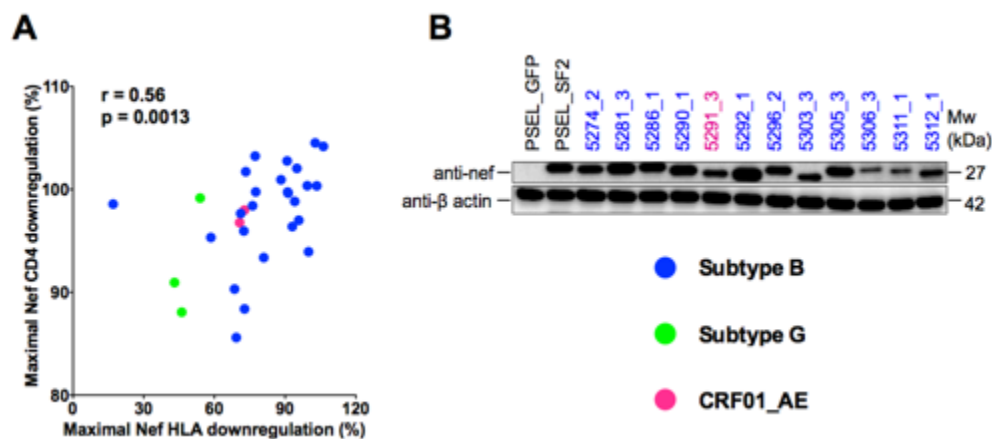 A
B
110
100
90
80
0
30
60
90
120
r = 0.56
p = 0.0013
Maximal Nef CD4 downregulation (%)
Maximal Nef HLA downregulation (%)
PSEL_GFP
PSEL_SF2
5274_2
5281_3
5286_1
5290_1
5291_3
5292_1
5296_2
5303_3
5305_3
5306_3
5311_1
5312_1
Mw
(kDa)
anti-nef
27
anti-β actin
42
Subtype B
Subtype G
CRF01_AE